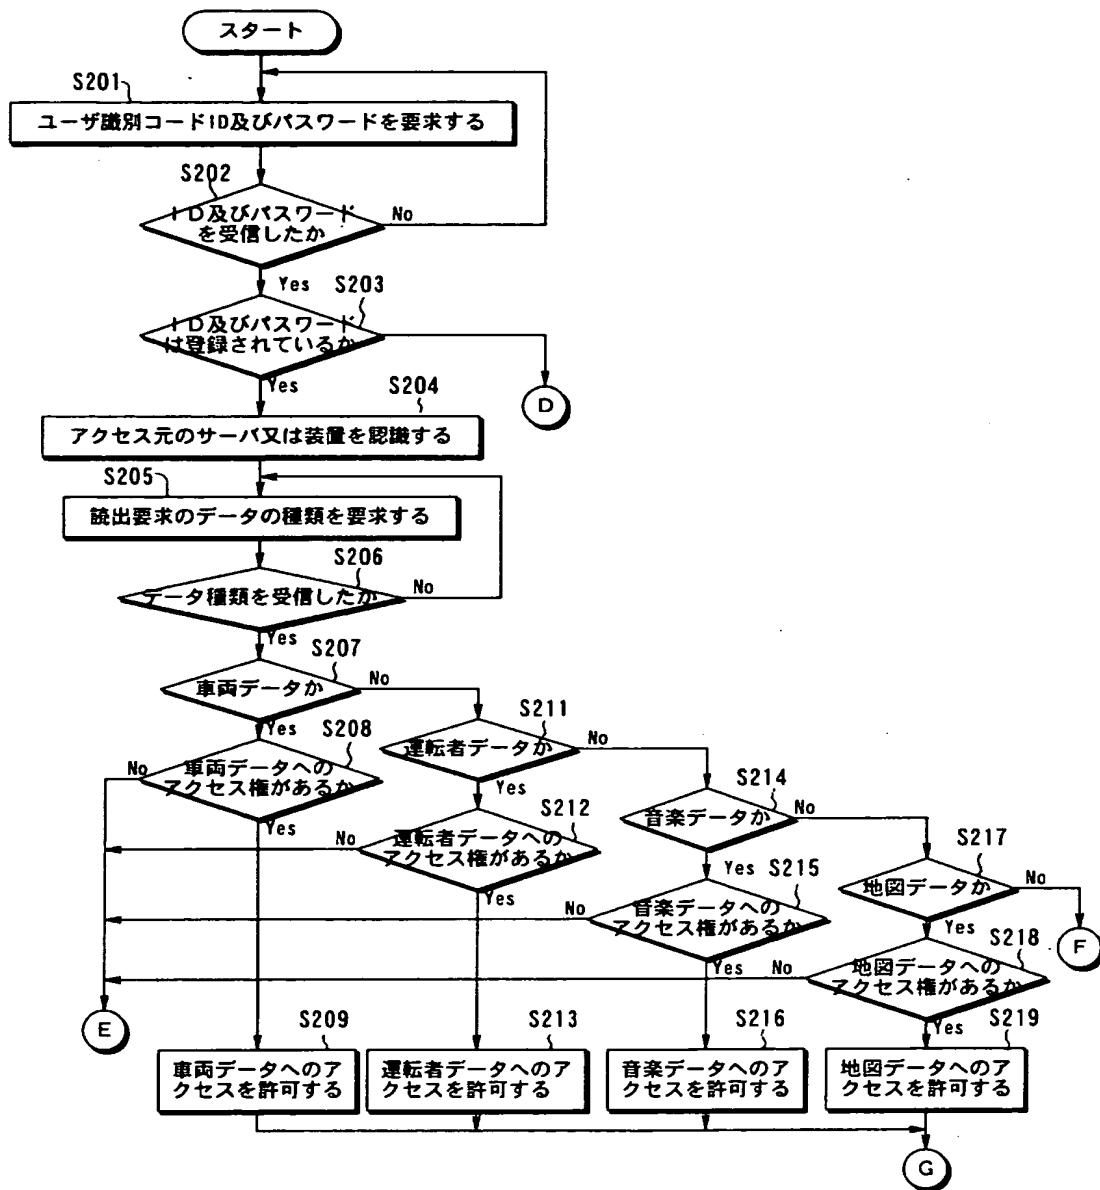 スタート
S201
ユーザ識別コードID及びパスワードを要求する
S202
ID及びパスワード
を受信したか
No
Yes
S203
ID及びパスワード
は登録されているか
Yes
D
S204
アクセス元のサーバ又は装置を認識する
S205
読出要求のデータの種類を要求する
S206
データ種類を受信したか
No
Yes
S207
車両データか
No
Yes
S208
車両データへの
アクセス権があるか
No
Yes
S211
運転者データか
No
Yes
S212
運転者データへの
アクセス権があるか
No
Yes
S214
音楽データか
No
Yes
S215
音楽データへの
アクセス権があるか
No
Yes
S217
地図データか
No
Yes
F
S218
地図データへの
アクセス権があるか
No
Yes
E
S209
車両データへのア
クセスを許可する
S213
運転者データへのア
クセスを許可する
S216
音楽データへのア
クセスを許可する
S219
地図データへのア
クセスを許可する
G